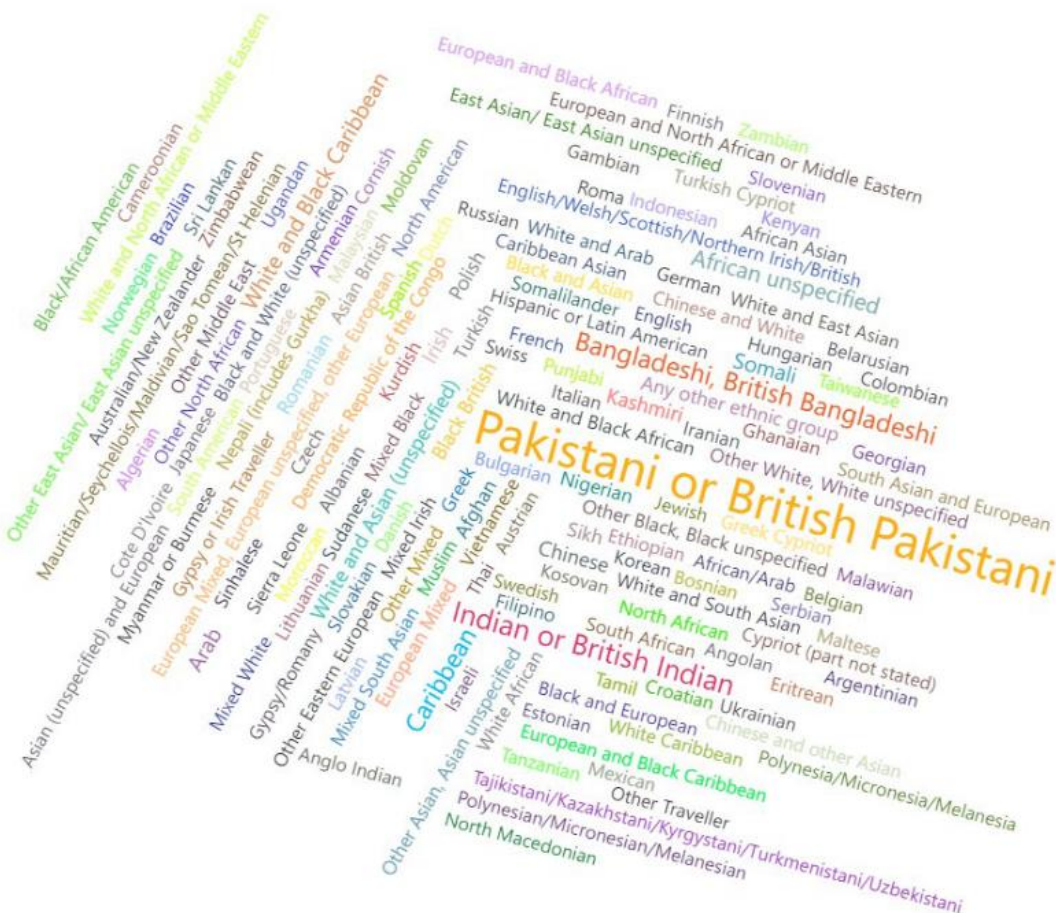 Black/African American
Cameroonian
White and North African or Middle Eastern
Norwegian
Brazilian
Other East Asian/ East Asian unspecified
Sri Lankan
Australian/New Zealander
Zimbabwean
Mauritian/Seychellois/Maldivian/Sao Tomean/St Helenian
Ugandan
Other Middle East
White and Black Caribbean
Algerian
Other North African
Black and White (unspecified)
Armenian
Cornish
Cote D'Ivoire
Japanese
Portuguese
Malaysian
Moldovan
Asian (unspecified) and European
South American
Nepali (includes Gurkha)
Asian British
North American
Myanmar or Burmese
Romanian
Gypsy or Irish Traveller
European Mixed, European unspecified, other European
Spanish
Dutch
Sinhalese
Czech
Democratic Republic of the Congo
Polish
Arab
Sierra Leone
Albanian
Kurdish
Irish
Turkish
Moroccan
Lithuanian
Sudanese
Mixed Black
Mixed White
White and Asian (unspecified)
Black British
Gypsy/Romany
Slovakian
Danish
Other Eastern European
Mixed Irish
Greek
Other Mixed
Latvian
Mixed South Asian
Muslim
Afghan
European Mixed
Vietnamese
Caribbean
Thai
Austrian
Israeli
Anglo Indian
Other Asian, Asian unspecified
White African
European and Black African
Finnish
Zambian
European and North African or Middle Eastern
East Asian/ East Asian unspecified
Slovenian
Gambian
Turkish Cypriot
Kenyan
Roma
Indonesian
African Asian
English/Welsh/Scottish/Northern Irish/British
Russian
White and Arab
African unspecified
Caribbean Asian
German
White and East Asian
Black and Asian
Chinese and White
Belarusian
Somalilander
English
Hungarian
Colombian
Hispanic or Latin American
Somali
Taiwanese
French
Bangladeshi, British Bangladeshi
Swiss
Punjabi
Any other ethnic group
Georgian
Italian
Kashmiri
Iranian
Ghanaian
South Asian and European
White and Black African
Other White, White unspecified
Pakistani or British Pakistani
Bulgarian
Nigerian
Jewish
Greek Cypriot
Other Black, Black unspecified
Malawian
Sikh
Ethiopian
African/Arab
Belgian
Chinese
Korean
Bosnian
Serbian
Maltese
Kosovan
White and South Asian
Swedish
North African
Cypriot (part not stated)
Filipino
South African
Angolan
Argentinian
Indian or British Indian
Eritrean
Tamil
Croatian
Ukrainian
Black and European
Chinese and other Asian
Estonian
White Caribbean
Polynesia/Micronesia/Melanesia
European and Black Caribbean
Tanzanian
Mexican
Other Traveller
Tajikistani/Kazakhstani/Kyrgystani/Turkmenistani/Uzbekistani
Polynesian/Micronesian/Melanesian
North Macedonian